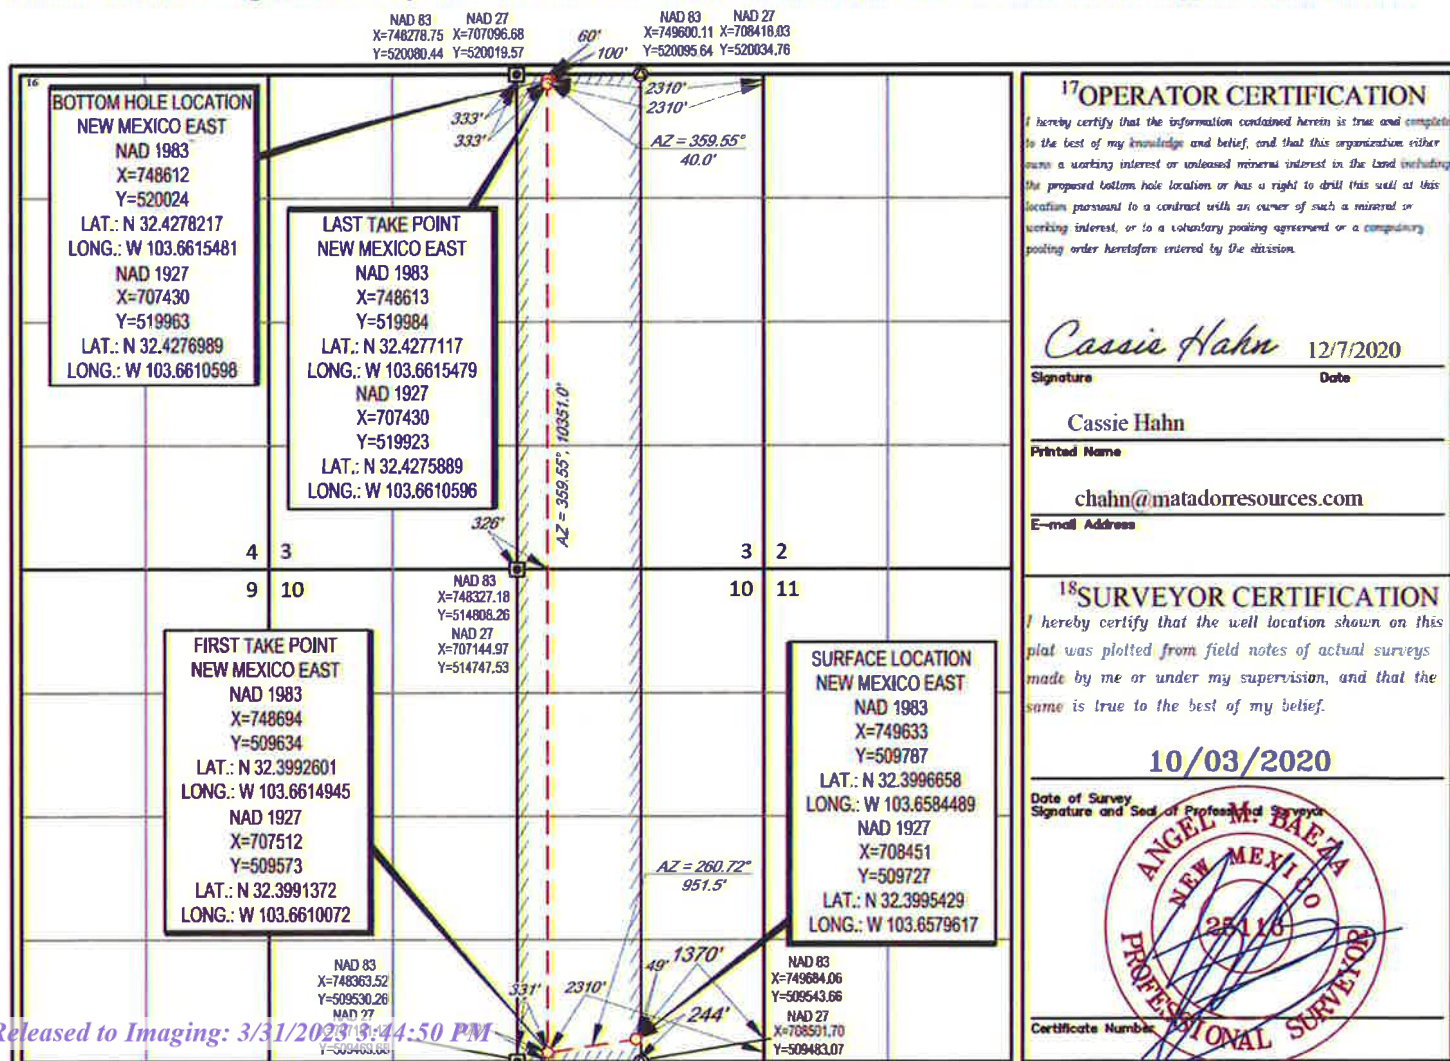 NAD 83 NAD 27
X=748278.75 X=707096.68
Y=520080.44 Y=520019.57
60'
100'
NAD 83 NAD 27
X=749600.11 X=708418.03
Y=520095.64 Y=520034.76
16
BOTTOM HOLE LOCATION
NEW MEXICO EAST
NAD 1983
X=748612
Y=520024
LAT.: N 32.4278217
LONG.: W 103.6615481
NAD 1927
X=707430
Y=519963
LAT.: N 32.4276989
LONG.: W 103.6610598
LAST TAKE POINT
NEW MEXICO EAST
NAD 1983
X=748613
Y=519984
LAT.: N 32.4277117
LONG.: W 103.6615479
NAD 1927
X=707430
Y=519923
LAT.: N 32.4275889
LONG.: W 103.6610596
333'
333'
2310'
2310'
AZ = 359.55°
40.0'
AZ = 359.55°, 10351.0'
326'
4 3
3 2
9 10
10 11
NAD 83
X=748327.18
Y=514808.26
NAD 27
X=707144.97
Y=514747.53
FIRST TAKE POINT
NEW MEXICO EAST
NAD 1983
X=748694
Y=509634
LAT.: N 32.3992601
LONG.: W 103.6614945
NAD 1927
X=707512
Y=509573
LAT.: N 32.3991372
LONG.: W 103.6610072
SURFACE LOCATION
NEW MEXICO EAST
NAD 1983
X=749633
Y=509787
LAT.: N 32.3996658
LONG.: W 103.6584489
NAD 1927
X=708451
Y=509727
LAT.: N 32.3995429
LONG.: W 103.6579617
AZ = 260.72°
951.5'
NAD 83
X=748363.52
Y=509530.26
NAD 27
Y=509469.68
331'
2310'
49'
1370'
244'
NAD 83
X=749684.06
Y=509543.66
NAD 27
X=708501.70
Y=509483.07
Released to Imaging: 3/31/2023 3:44:50 PM
17 OPERATOR CERTIFICATION
I hereby certify that the information contained herein is true and complete
to the best of my knowledge and belief, and that this organization either
owns a working interest or unleased mineral interest in the land including
the proposed bottom hole location or has a right to drill this well at this
location pursuant to a contract with an owner of such a mineral or
working interest, or to a voluntary pooling agreement or a compulsory
pooling order heretofore entered by the division.
Cassie Hahn 12/7/2020
Signature Date
Cassie Hahn
Printed Name
chahn@matadorresources.com
E-mail Address
18 SURVEYOR CERTIFICATION
I hereby certify that the well location shown on this
plat was plotted from field notes of actual surveys
made by me or under my supervision, and that the
same is true to the best of my belief.
10/03/2020
Date of Survey
Signature and Seal of Professional Surveyor
ANGEL M. BAEZA
NEW MEXICO
25116
PROFESSIONAL SURVEYOR
Certificate Number